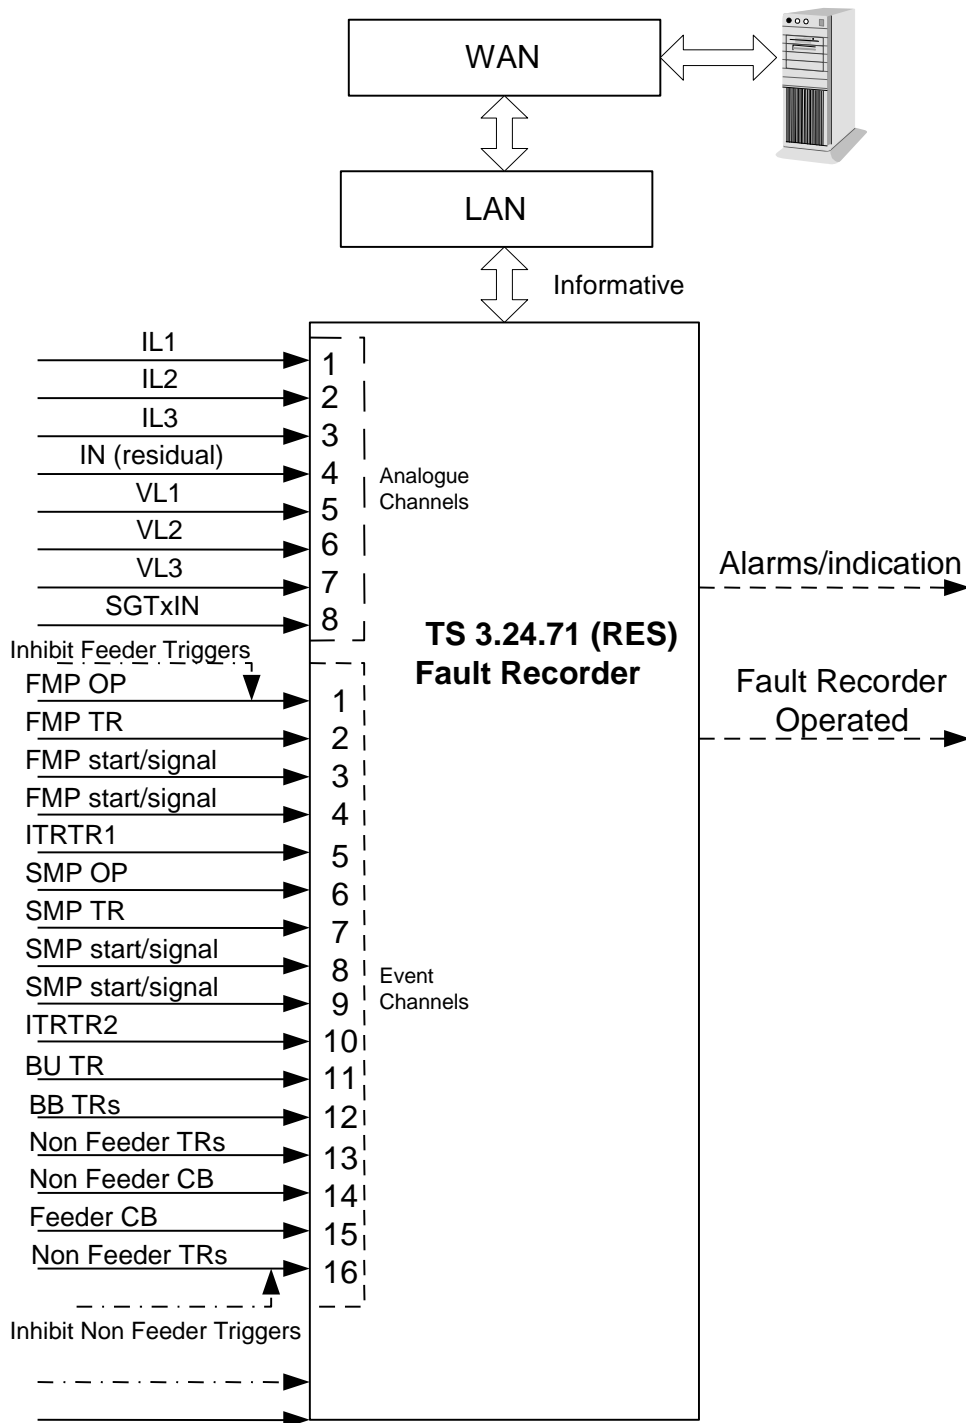 WAN
LAN
Informative
IL1
1
IL2
2
IL3
3
IN (residual)
4
VL1
5
VL2
6
VL3
7
SGTxIN
8
Analogue
Channels
TS 3.24.71 (RES)
Fault Recorder
Alarms/indication
Fault Recorder
Operated
Inhibit Feeder Triggers
FMP OP
1
FMP TR
2
FMP start/signal
3
FMP start/signal
4
ITRTR1
5
SMP OP
6
SMP TR
7
SMP start/signal
8
SMP start/signal
9
ITRTR2
10
BU TR
11
BB TRs
12
Non Feeder TRs
13
Non Feeder CB
14
Feeder CB
15
Non Feeder TRs
16
Event
Channels
Inhibit Non Feeder Triggers